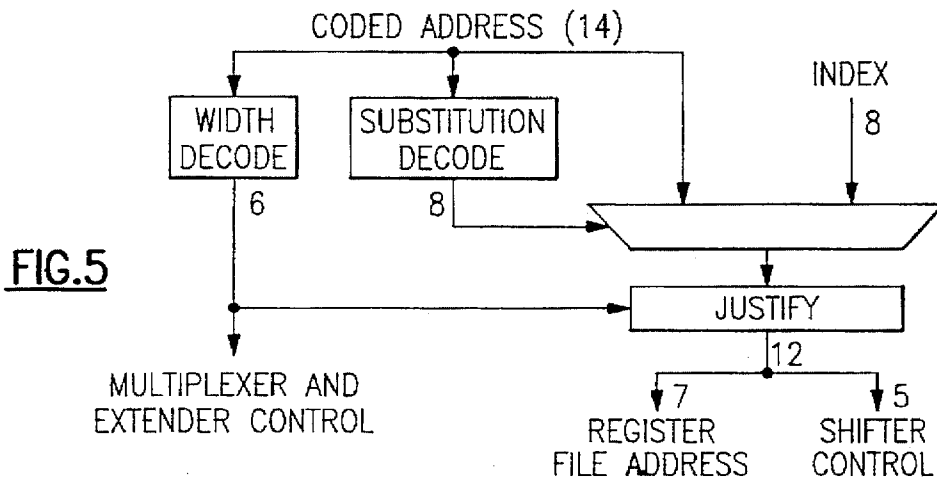 CODED ADDRESS (14)
INDEX
8
WIDTH
DECODE
SUBSTITUTION
DECODE
6
8
FIG.5
JUSTIFY
12
MULTIPLEXER AND
EXTENDER CONTROL
7
5
REGISTER
FILE ADDRESS
SHIFTER
CONTROL